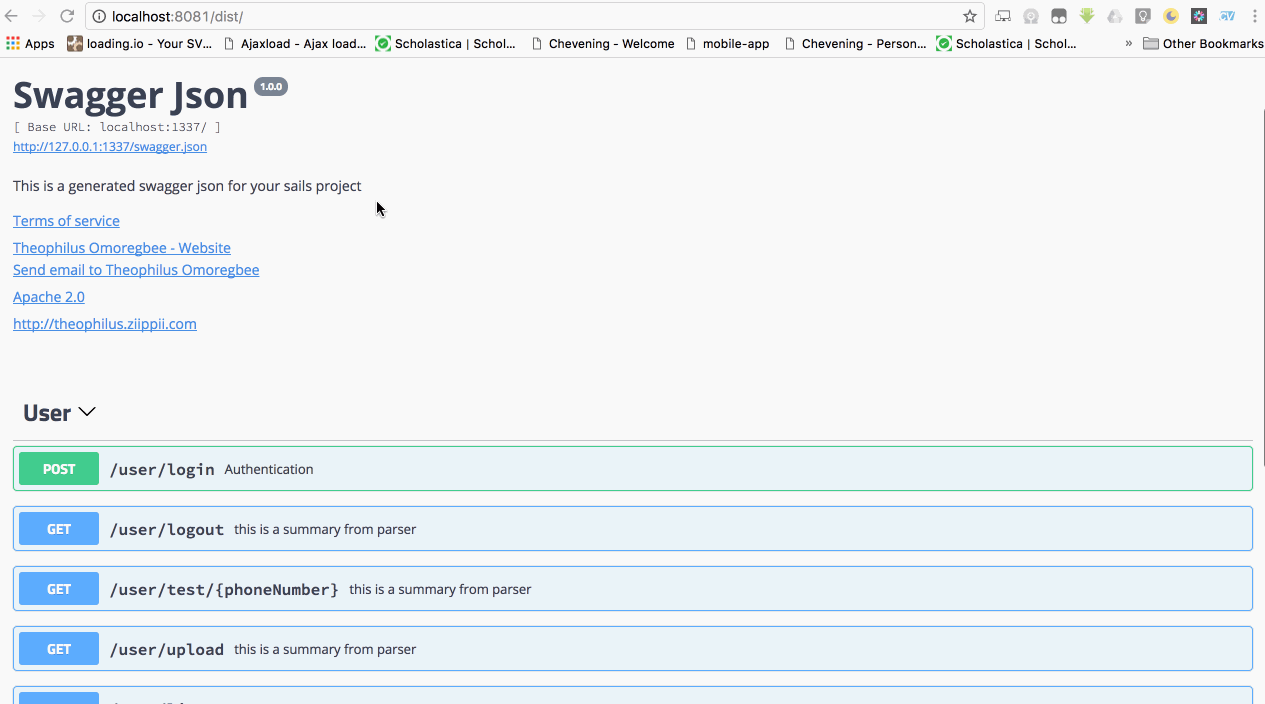 localhost:8081/dist/
Apps loading.io - Your SV... Ajaxload - Ajax load... Scholastica | Schol... Chevening - Welcome mobile-app Chevening - Person... Scholastica | Schol... » Other Bookmarks
Swagger Json 1.0.0
[ Base URL: localhost:1337/ ]
http://127.0.0.1:1337/swagger.json
This is a generated swagger json for your sails project
Terms of service
Theophilus Omoregbee - Website
Send email to Theophilus Omoregbee
Apache 2.0
http://theophilus.ziippii.com
User
POST /user/login Authentication
GET /user/logout this is a summary from parser
GET /user/test/{phoneNumber} this is a summary from parser
GET /user/upload this is a summary from parser